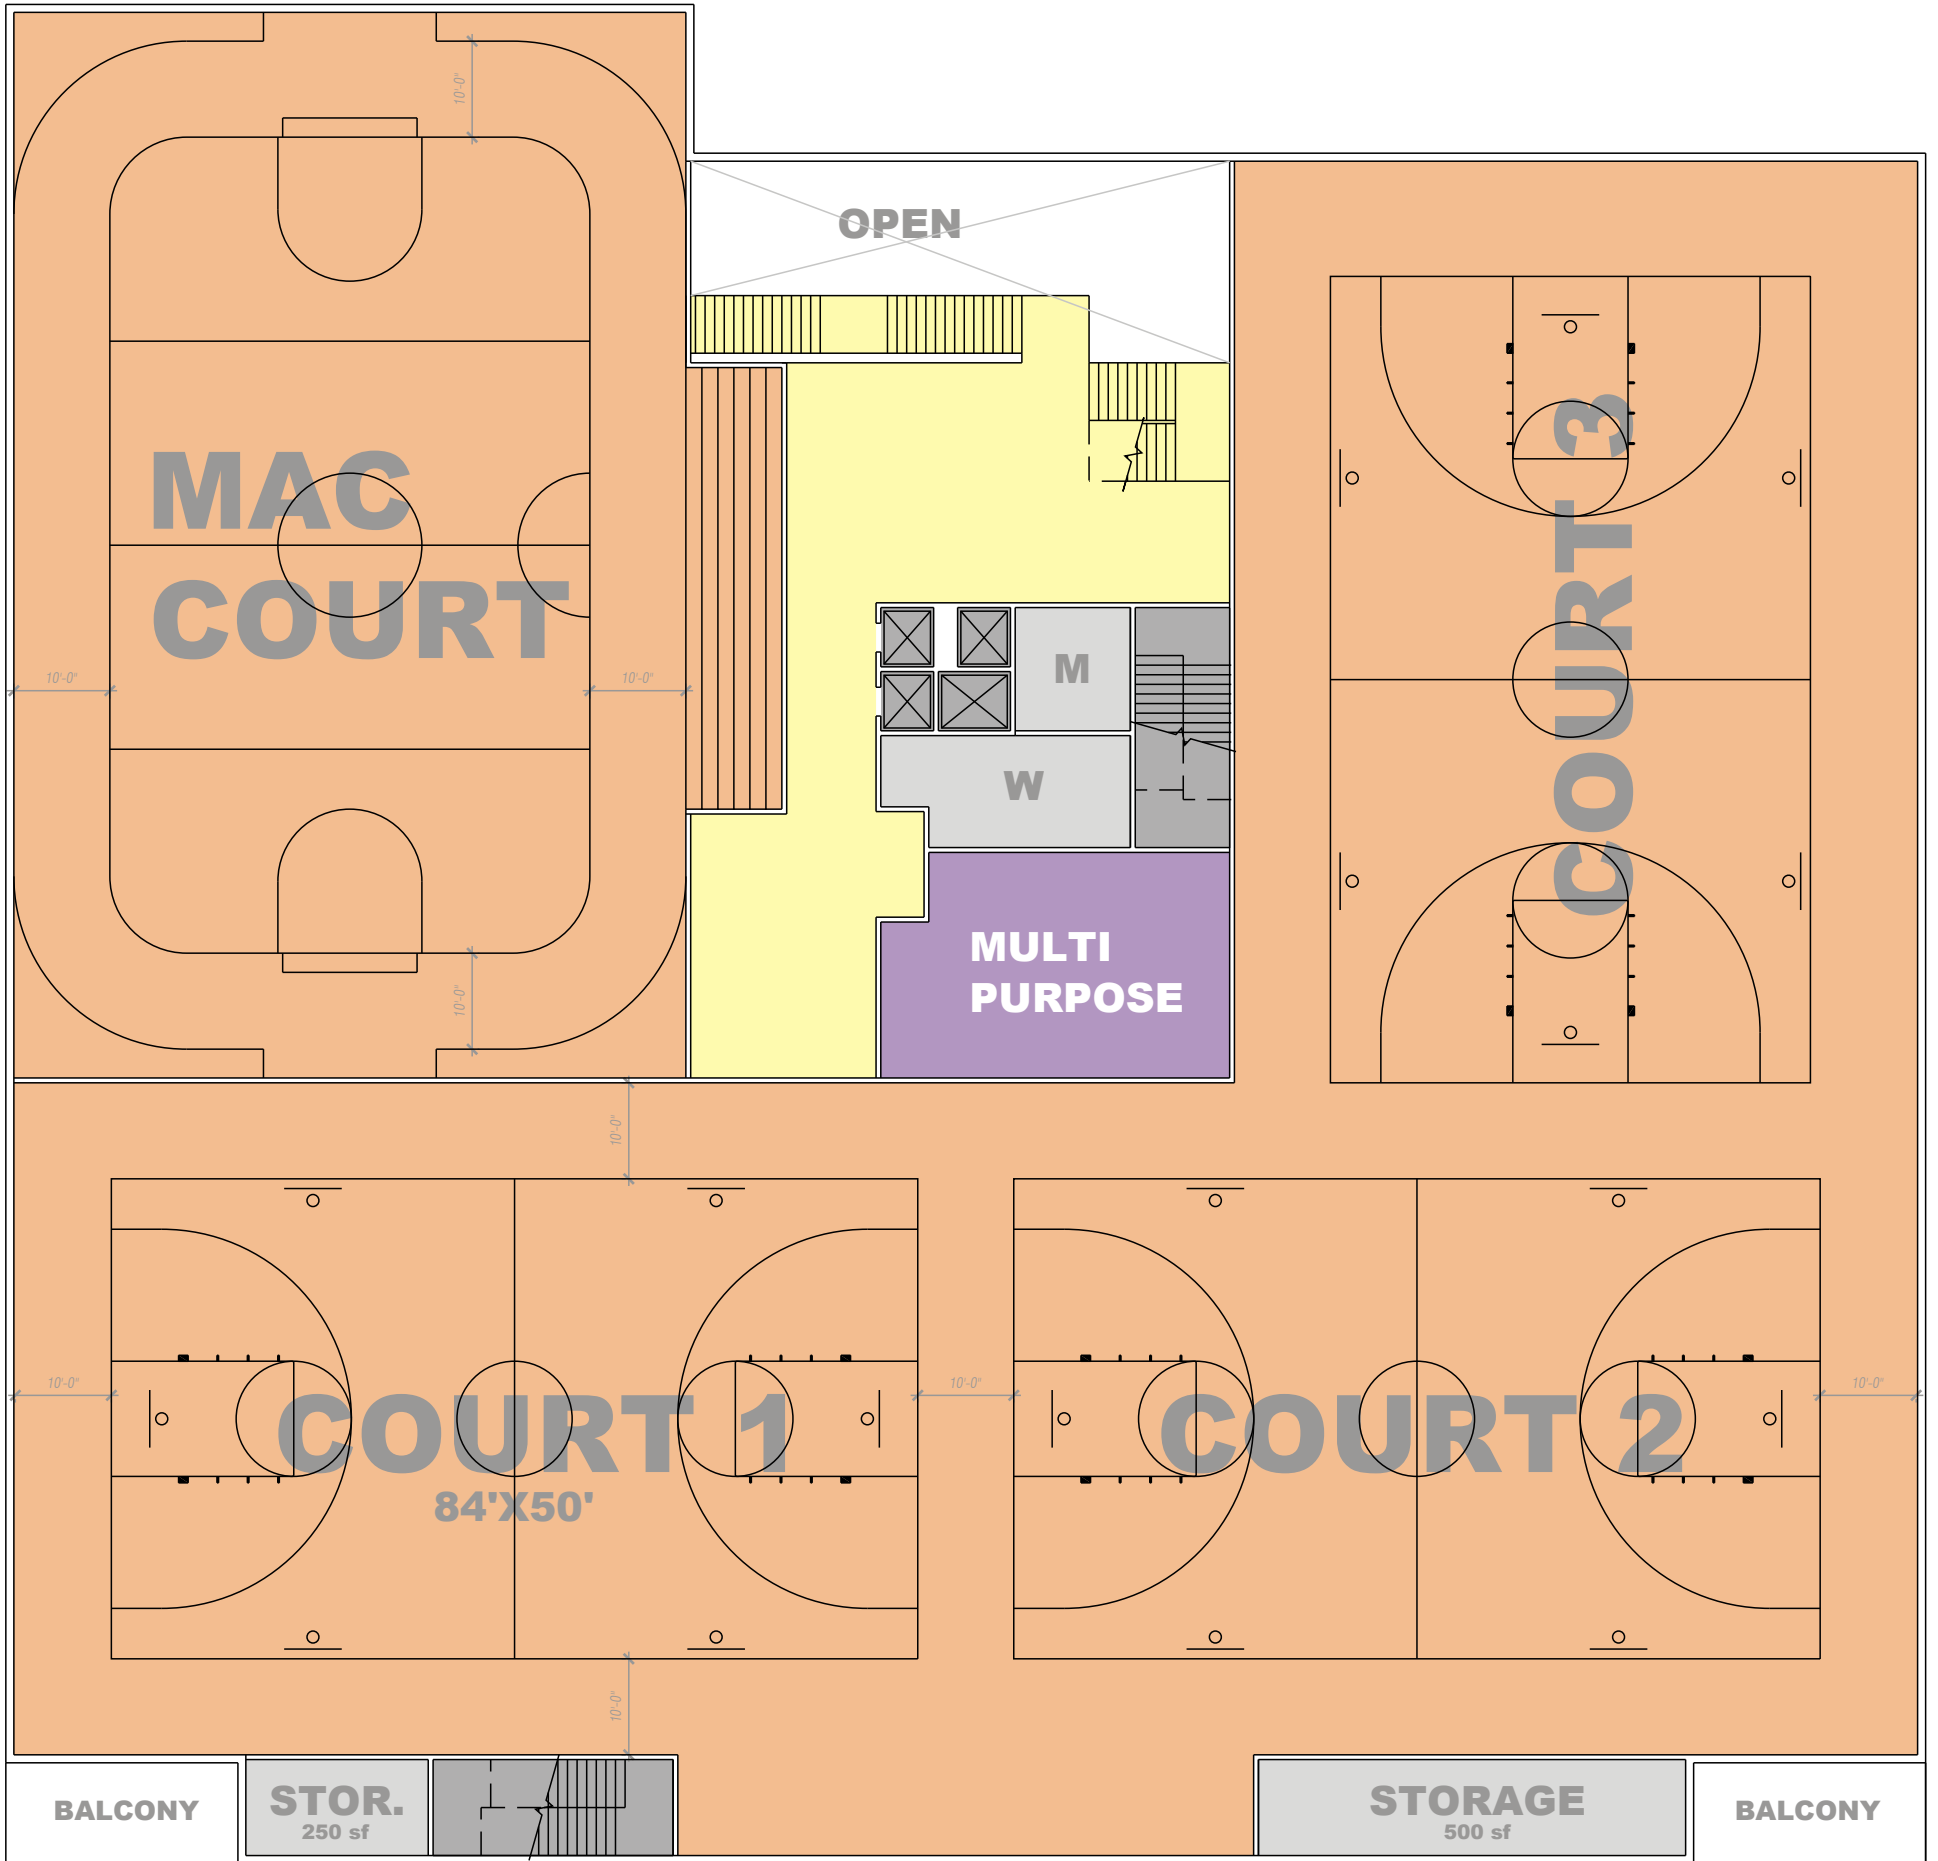 10'-0"
OPEN
MAC
COURT
10'-0"
10'-0"
10'-0"
M
W
MULTI
PURPOSE
COURT 3
10'-0"
10'-0"
COURT 1
84'X50'
10'-0"
COURT 2
10'-0"
10'-0"
BALCONY
STOR.
250 sf
STORAGE
500 sf
BALCONY